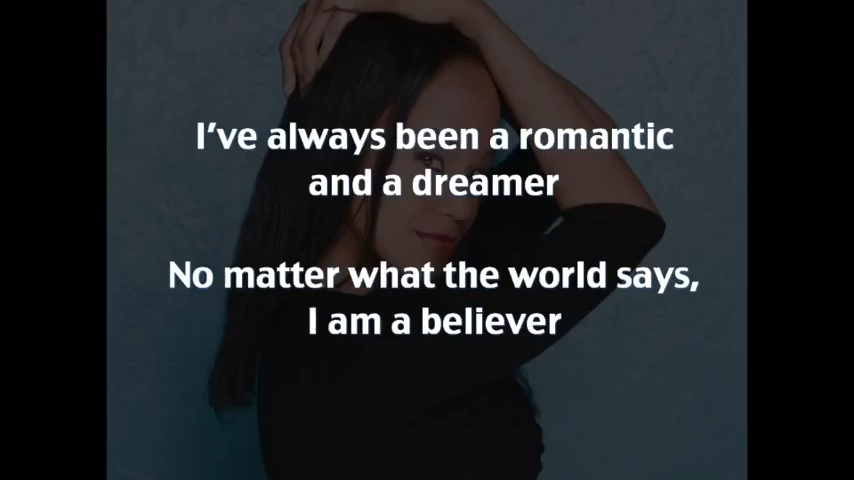 I've always been a romantic
and a dreamer
No matter what the world says,
I am a believer